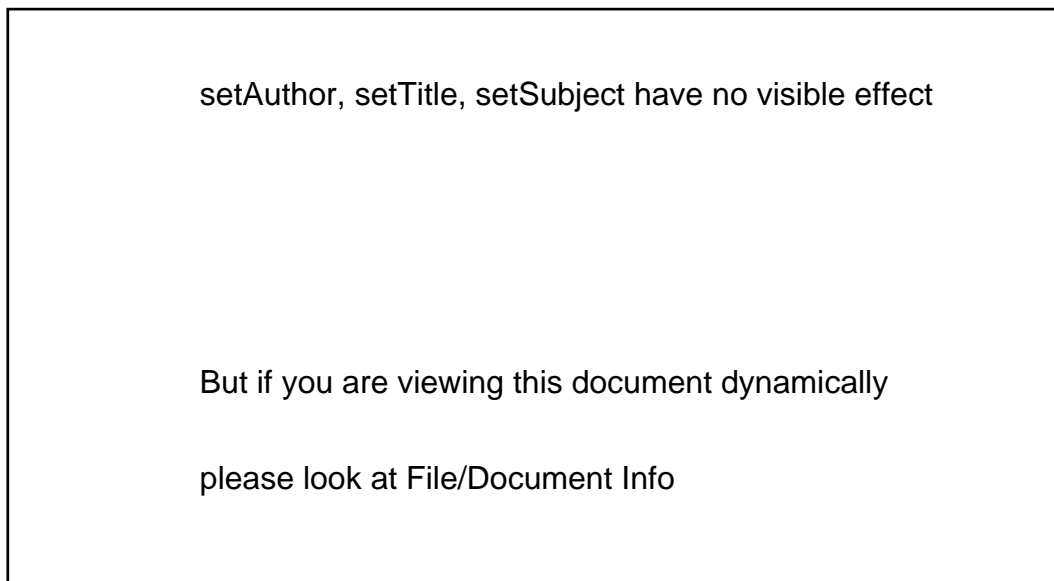 setAuthor, setTitle, setSubject have no visible effect
But if you are viewing this document dynamically
please look at File/Document Info